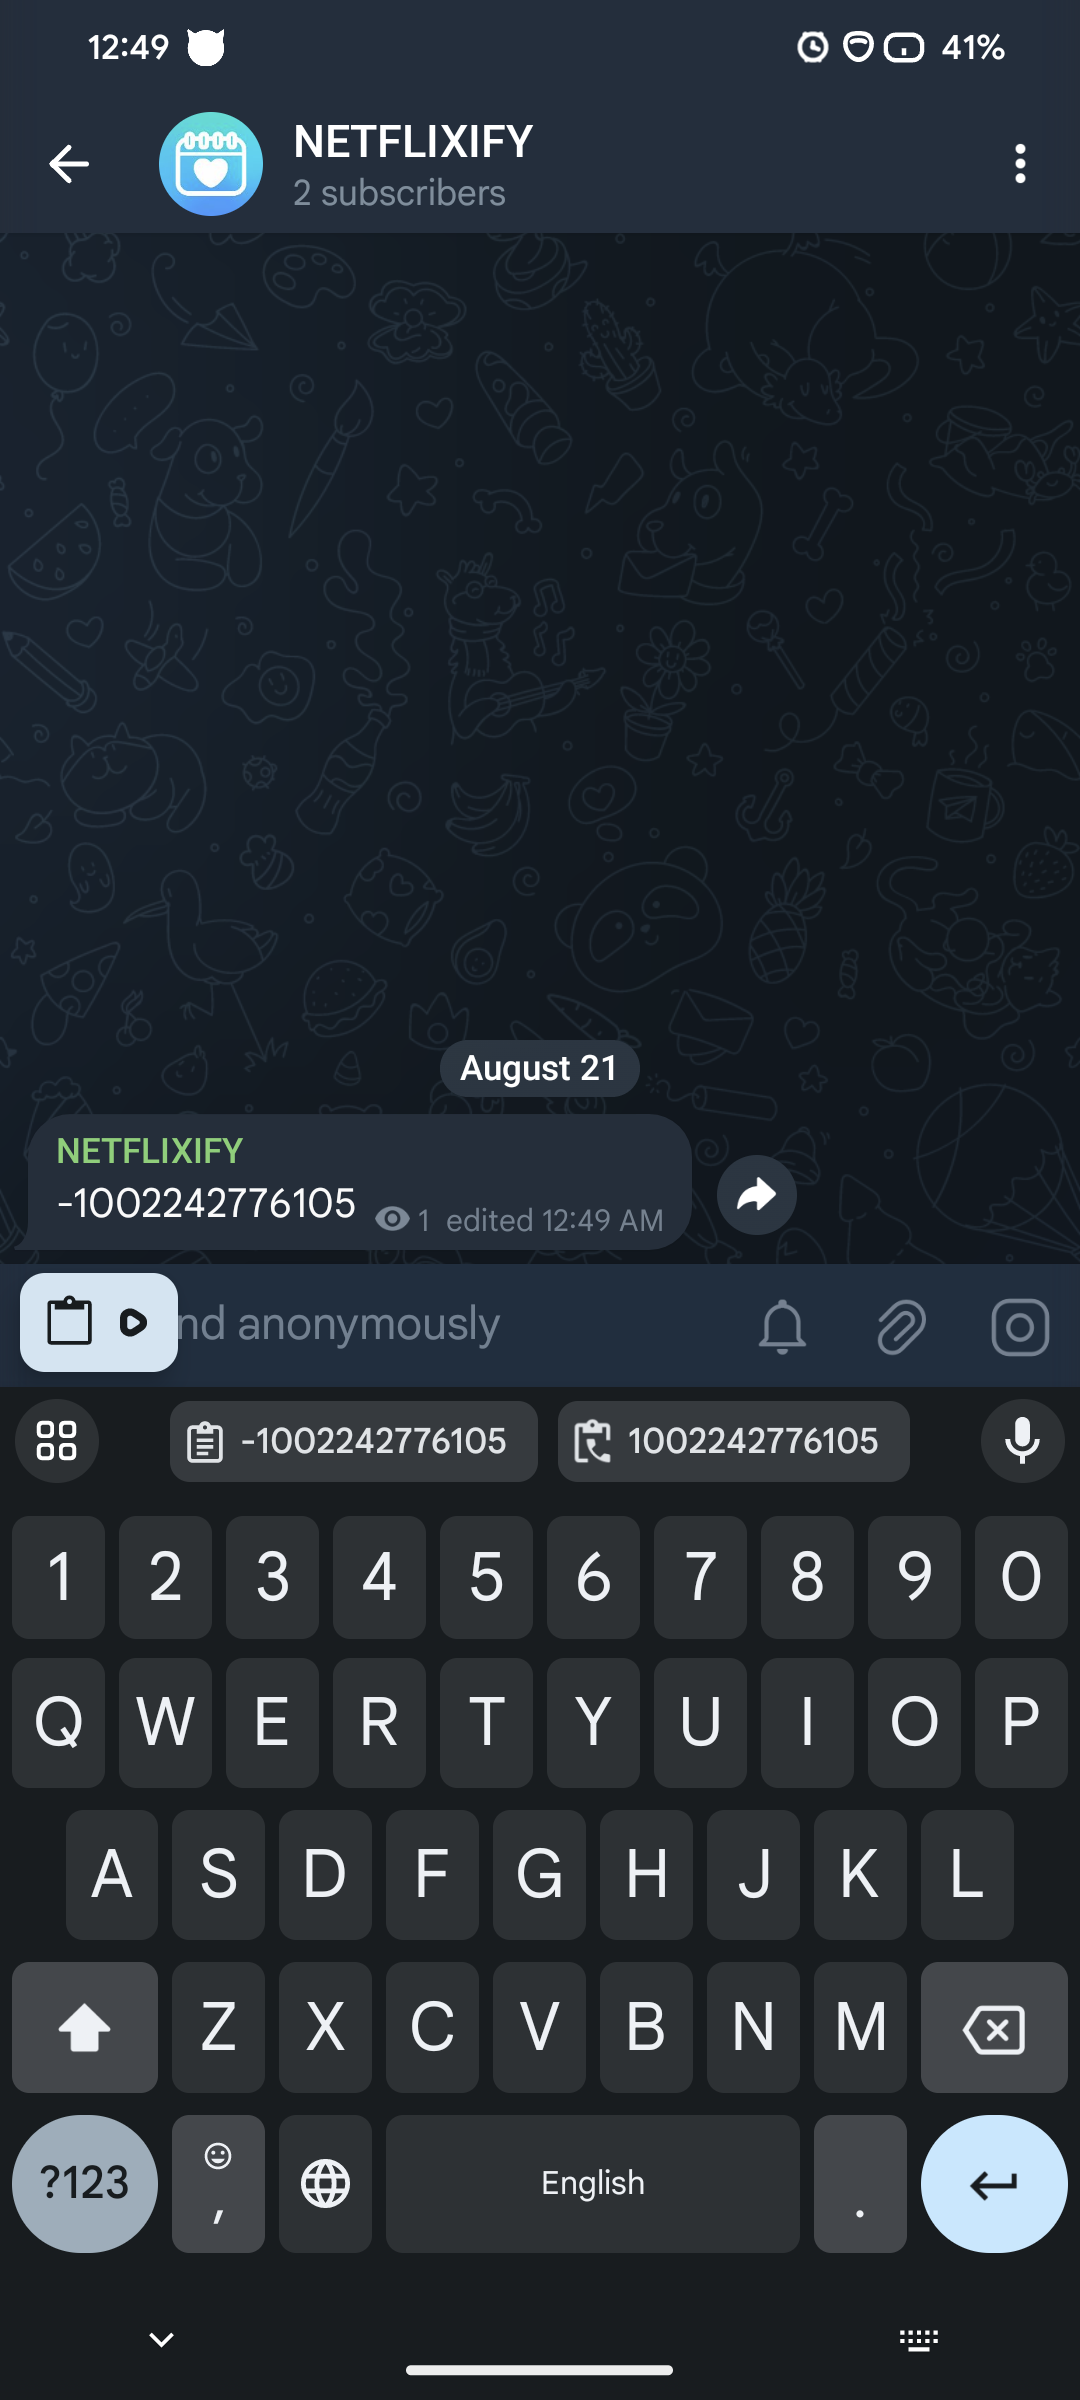 12:49
41%
NETFLIXIFY
2 subscribers
August 21
NETFLIXIFY
-1002242776105
1 edited 12:49 AM
nd anonymously
-1002242776105
1002242776105
1 2 3 4 5 6 7 8 9 0
Q W E R T Y U I O P
A S D F G H J K L
Z X C V B N M
?123 , English .